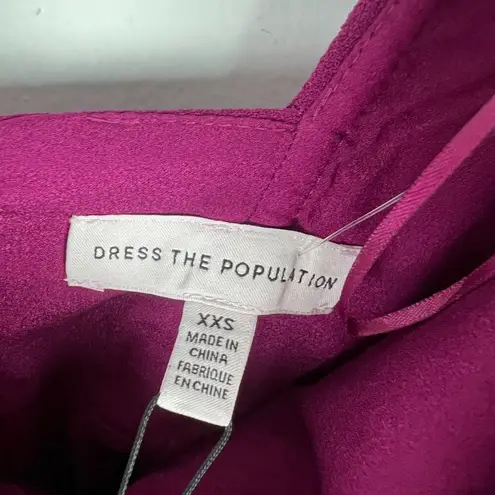 DRESS THE POPULATION
XXS
MADE IN
CHINA
FABRIQUE
EN CHINE